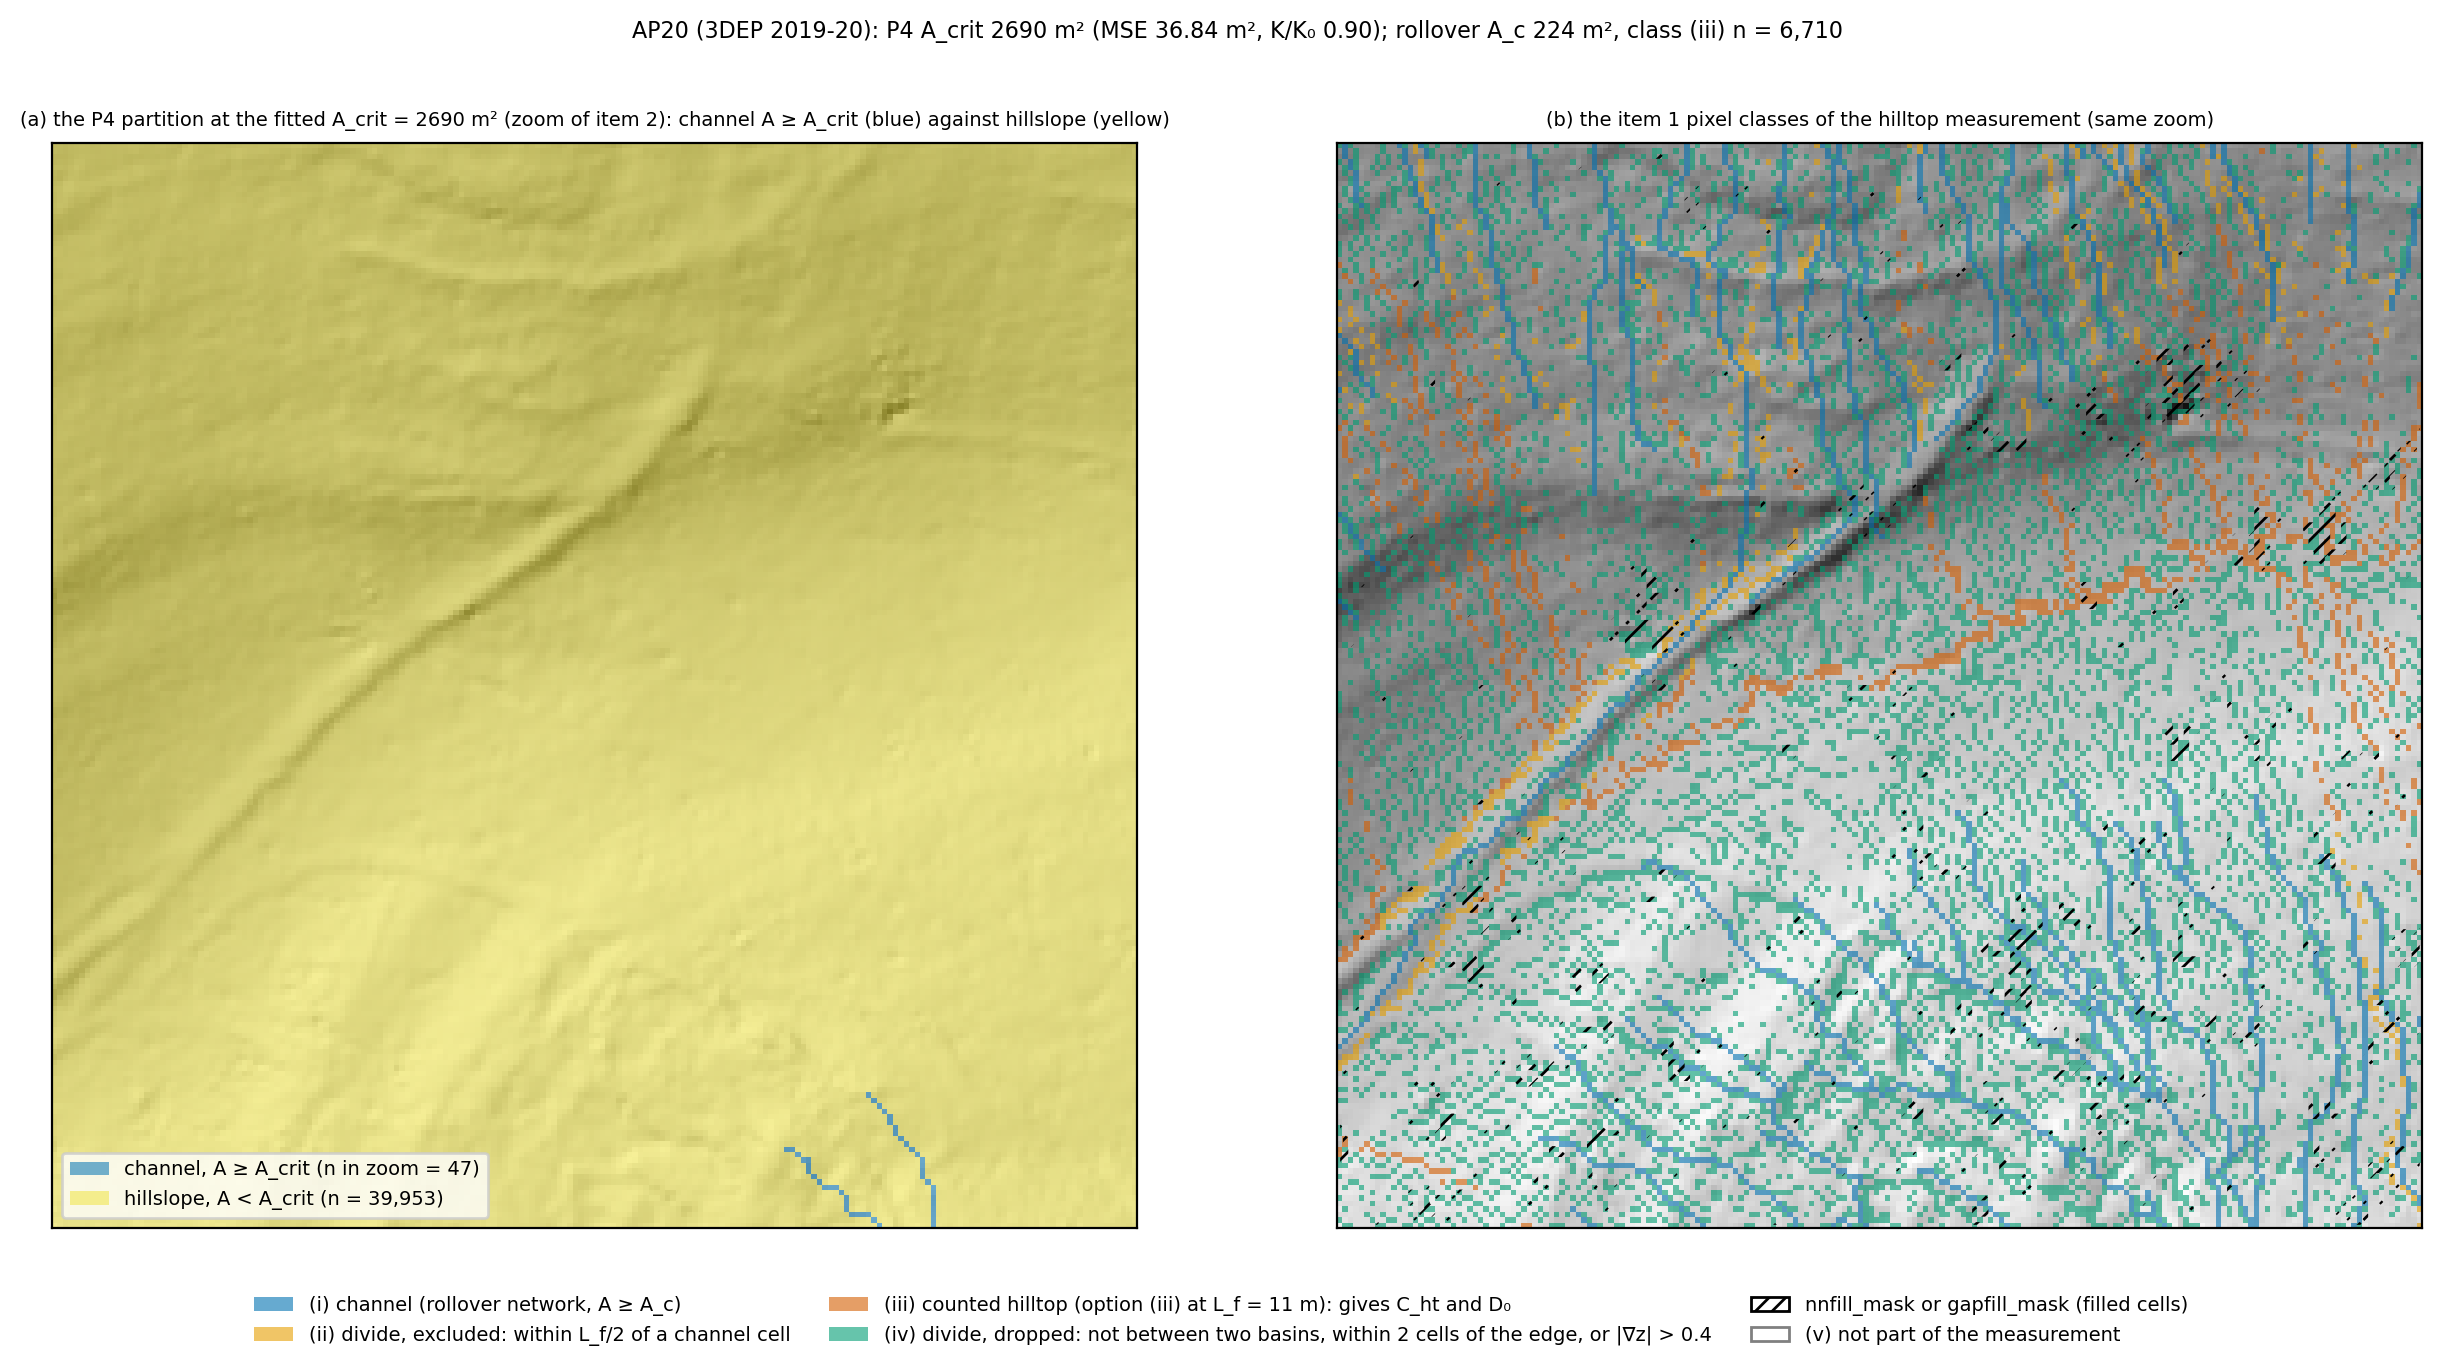 AP20 (3DEP 2019-20): P4 A_crit 2690 m² (MSE 36.84 m², K/K₀ 0.90); rollover A_c 224 m², class (iii) n = 6,710
(a) the P4 partition at the fitted A_crit = 2690 m² (zoom of item 2): channel A ≥ A_crit (blue) against hillslope (yellow)
(b) the item 1 pixel classes of the hilltop measurement (same zoom)
channel, A ≥ A_crit (n in zoom = 47)
hillslope, A < A_crit (n = 39,953)
(i) channel (rollover network, A ≥ A_c)
(ii) divide, excluded: within L_f/2 of a channel cell
(iii) counted hilltop (option (iii) at L_f = 11 m): gives C_ht and D₀
(iv) divide, dropped: not between two basins, within 2 cells of the edge, or |∇z| > 0.4
nnfill_mask or gapfill_mask (filled cells)
(v) not part of the measurement